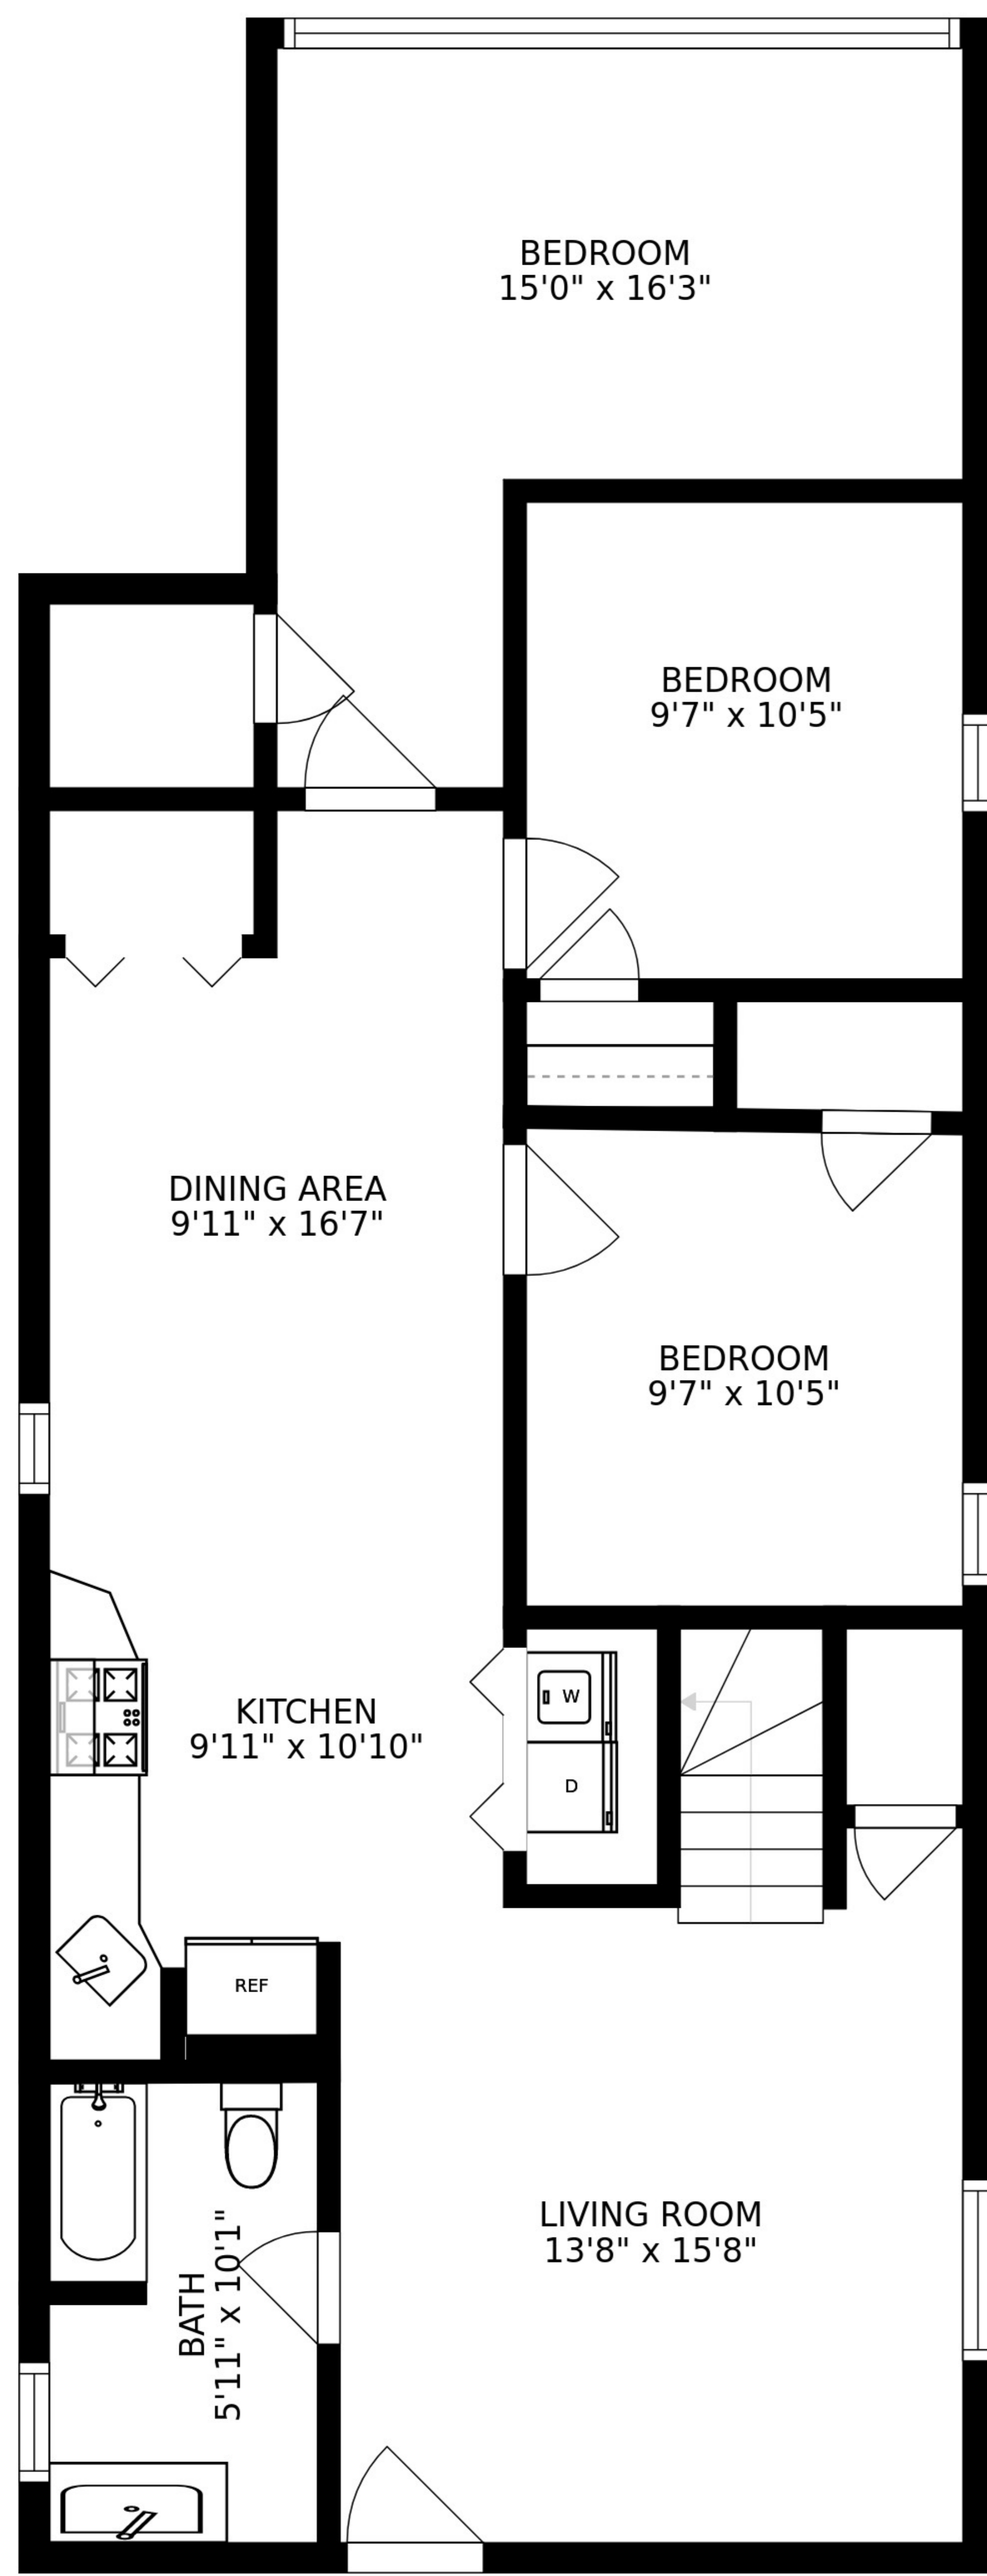 BEDROOM
15'0" x 16'3"
BEDROOM
9'7" x 10'5"
DINING AREA
9'11" x 16'7"
BEDROOM
9'7" x 10'5"
KITCHEN
9'11" x 10'10"
W
D
REF
LIVING ROOM
13'8" x 15'8"
BATH
5'11" x 10'1"